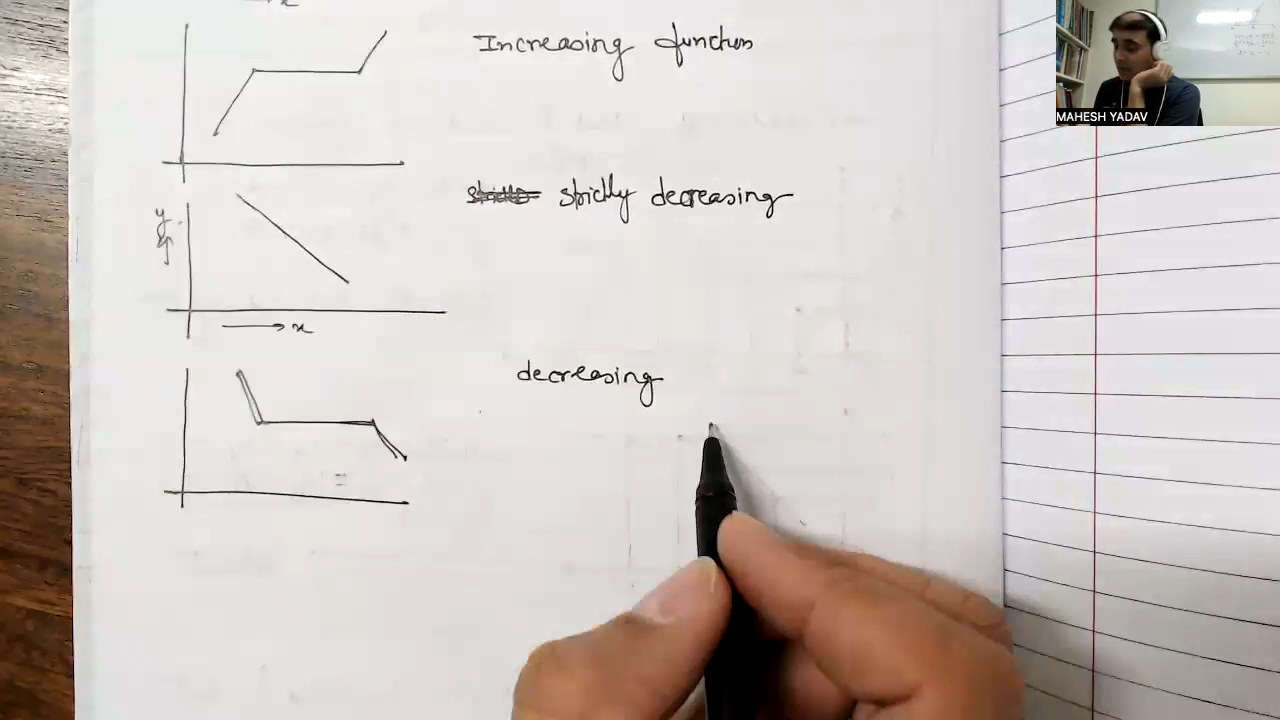 x
Increasing function
MAHESH YADAV
strictly decreasing
y
x
decreasing